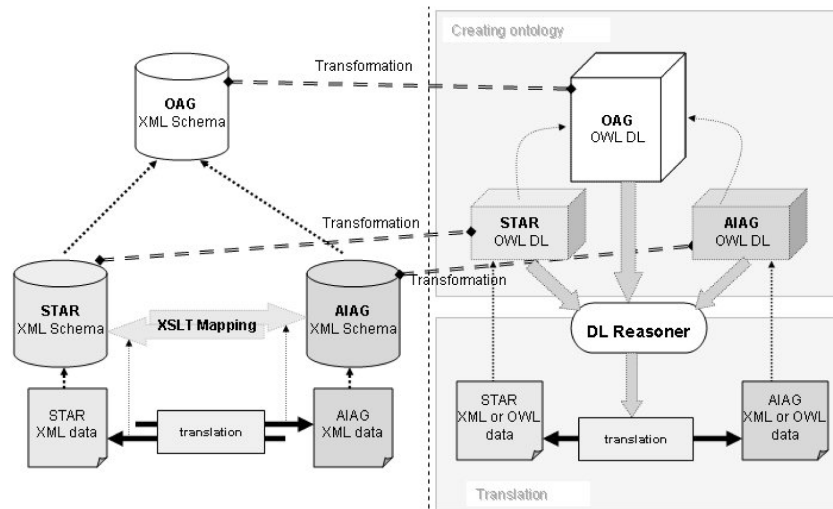 Creating ontology
Transformation
OAG
XML Schema
OAG
OWL DL
Transformation
STAR
OWL DL
AIAG
OWL DL
Transformation
STAR
XML Schema
XSLT Mapping
AIAG
XML Schema
DL Reasoner
STAR
XML data
translation
AIAG
XML data
STAR
XML or OWL
data
translation
AIAG
XML or OWL
data
Translation